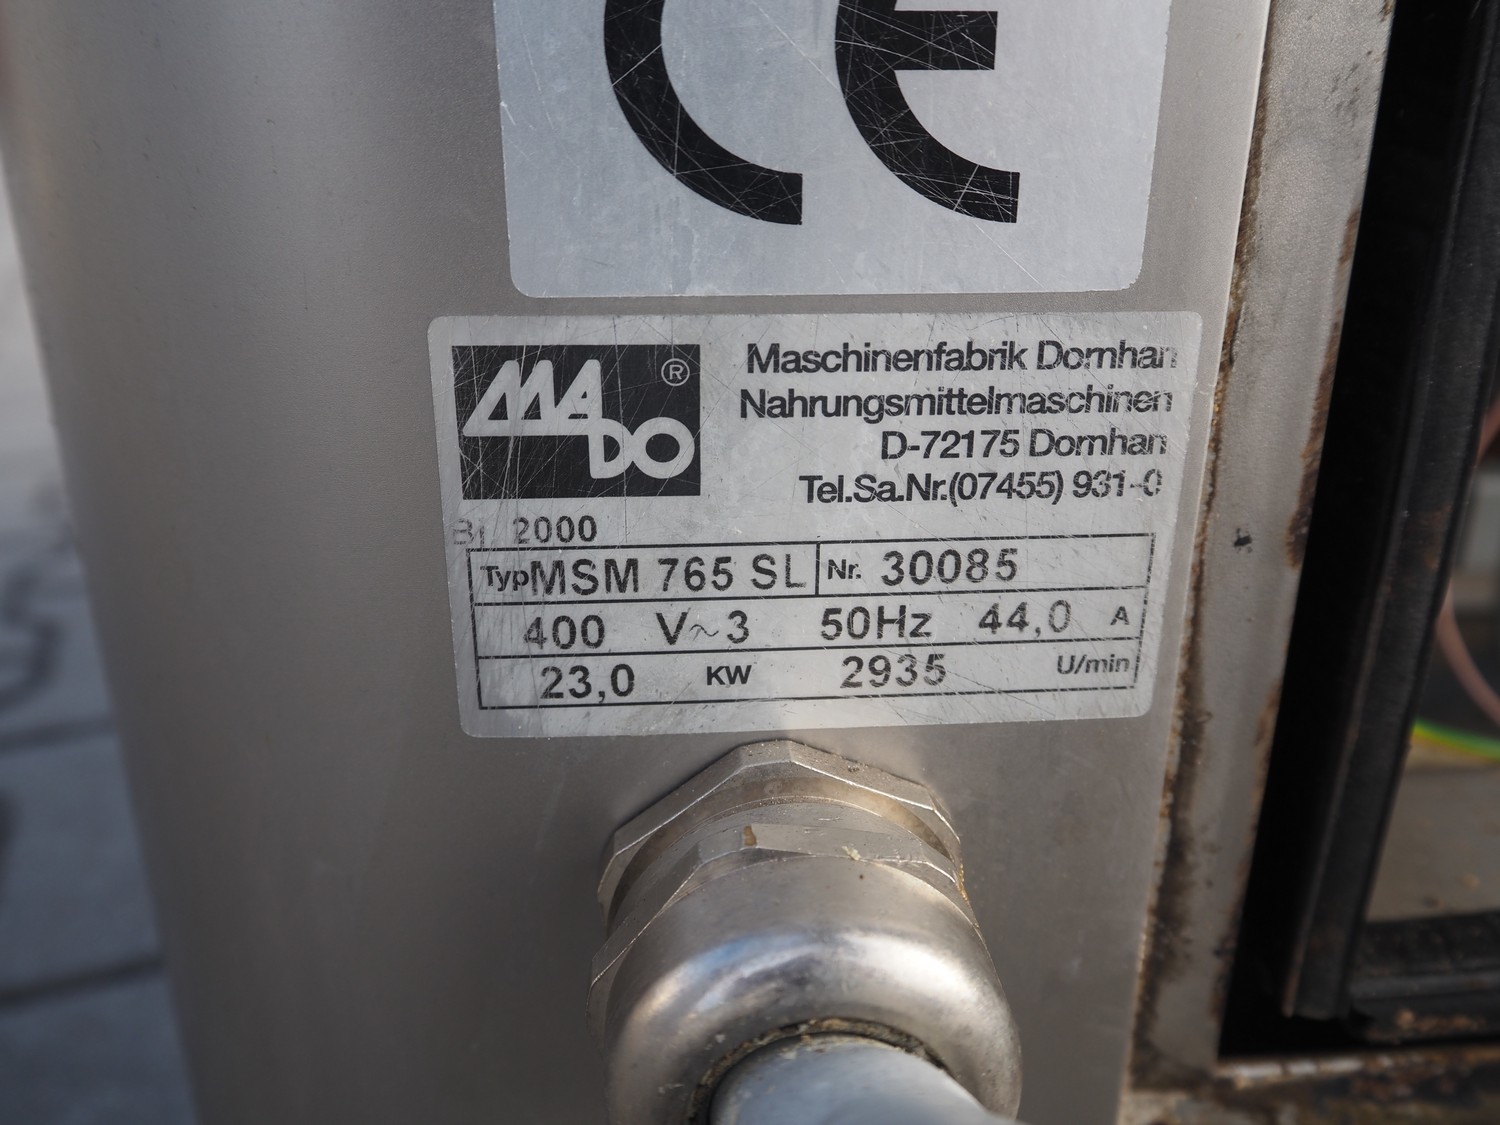 CE
MADO ®
Maschinenfabrik Dornhan
Nahrungsmittelmaschinen
D-72175 Dornhan
Tel.Sa.Nr.(07455) 931-0
2000
Typ MSM 765 SL Nr. 30085
400 V~3 50Hz 44,0 A
23,0 KW 2935 U/min